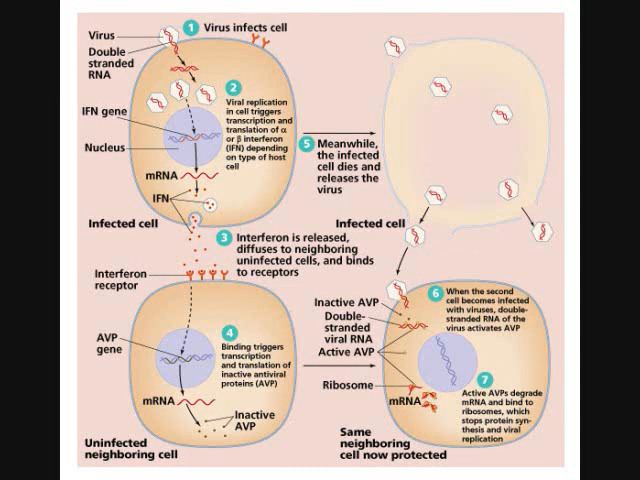 1 Virus infects cell
Virus
Double
stranded
RNA
2
Viral replication
in cell triggers
transcription and
translation of α
or β interferon
(IFN) depending
on type of host
cell
IFN gene
Nucleus
mRNA
IFN
Infected cell
3 Interferon is released,
diffuses to neighboring
uninfected cells, and binds
to receptors
Interferon
receptor
4
Binding triggers
transcription
and translation of
inactive antiviral
proteins (AVP)
AVP
gene
mRNA
Inactive
AVP
Uninfected
neighboring cell
5 Meanwhile,
the infected
cell dies and
releases the
virus
Infected cell
6 When the second
cell becomes infected
with viruses, double-
stranded RNA of the
virus activates AVP
Inactive AVP
Double-
stranded
viral RNA
Active AVP
Ribosome
mRNA
7
Active AVPs degrade
mRNA and bind to
ribosomes, which
stops protein syn-
thesis and viral
replication
Same
neighboring
cell now protected